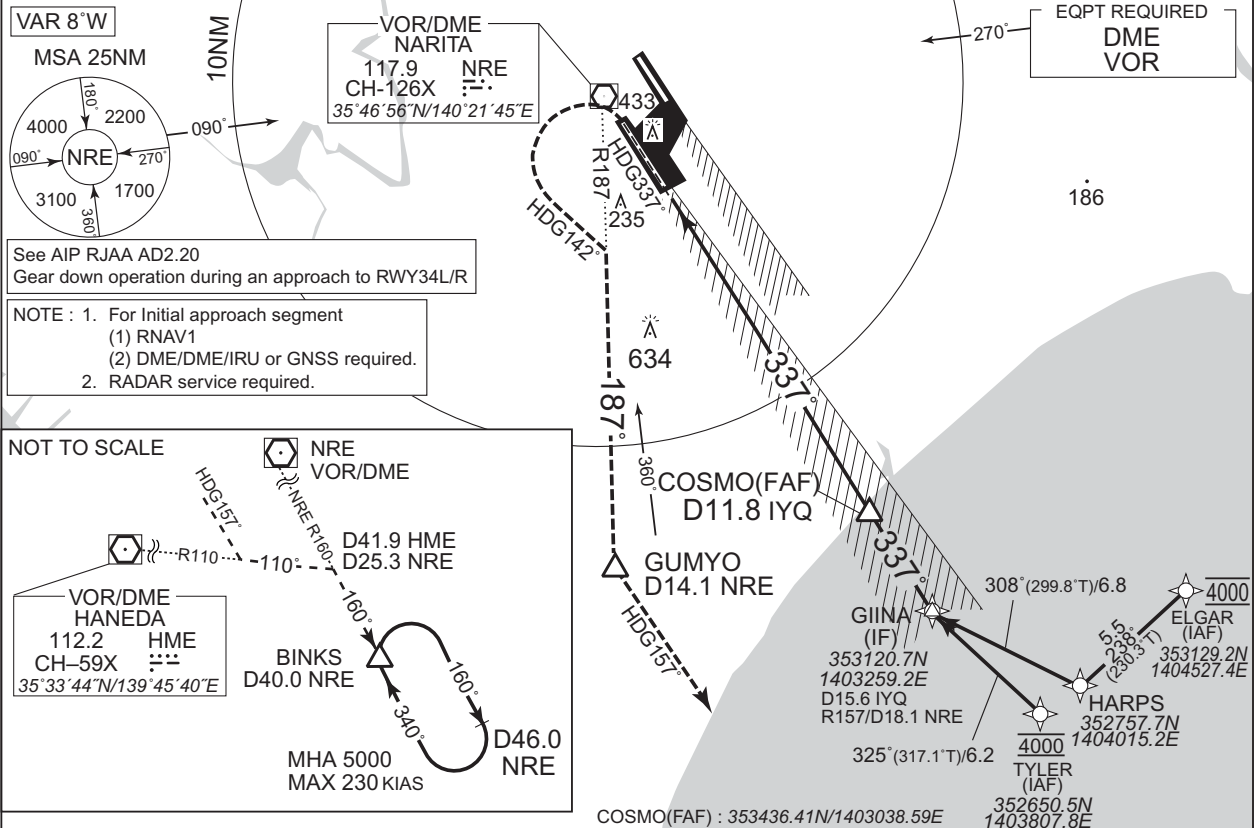 VAR 8°W
MSA 25NM
180°
4000
2200
090°
NRE
270°
3100
1700
360°
090°
10NM
VOR/DME
NARITA
117.9 NRE
CH-126X
35°46´56˝N/140°21´45˝E
433
270°
EQPT REQUIRED
DME
VOR
186
R187
HDG337°
235
HDG142°
See AIP RJAA AD2.20
Gear down operation during an approach to RWY34L/R
NOTE : 1. For Initial approach segment
(1) RNAV1
(2) DME/DME/IRU or GNSS required.
2. RADAR service required.
634
337°
187°
360°
COSMO(FAF)
D11.8 IYQ
337°
GUMYO
D14.1 NRE
HDG157°
NOT TO SCALE
NRE
VOR/DME
HDG157°
NRE R160
R110
110°
D41.9 HME
D25.3 NRE
VOR/DME
HANEDA
112.2 HME
CH–59X
35°33´44˝N/139°45´40˝E
160°
BINKS
D40.0 NRE
160°
340°
D46.0
NRE
MHA 5000
MAX 230 KIAS
308°(299.8°T)/6.8
GIINA
(IF)
353120.7N
1403259.2E
D15.6 IYQ
R157/D18.1 NRE
5.5
238°
(230.3°T)
4000
ELGAR
(IAF)
353129.2N
1404527.4E
HARPS
352757.7N
1404015.2E
325°(317.1°T)/6.2
4000
TYLER
(IAF)
352650.5N
1403807.8E
COSMO(FAF) : 353436.41N/1403038.59E